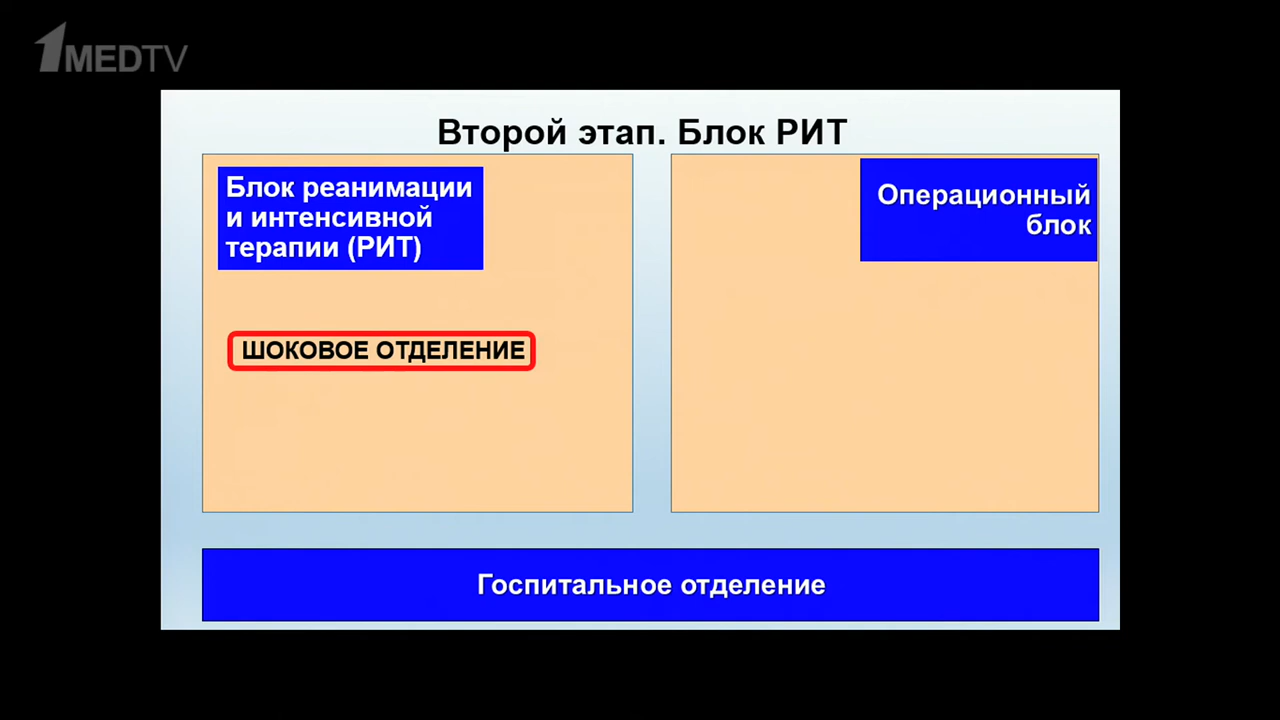 1MEDTV
Второй этап. Блок РИТ
Блок реанимации
и интенсивной
терапии (РИТ)
Операционный
блок
ШОКОВОЕ ОТДЕЛЕНИЕ
Госпитальное отделение